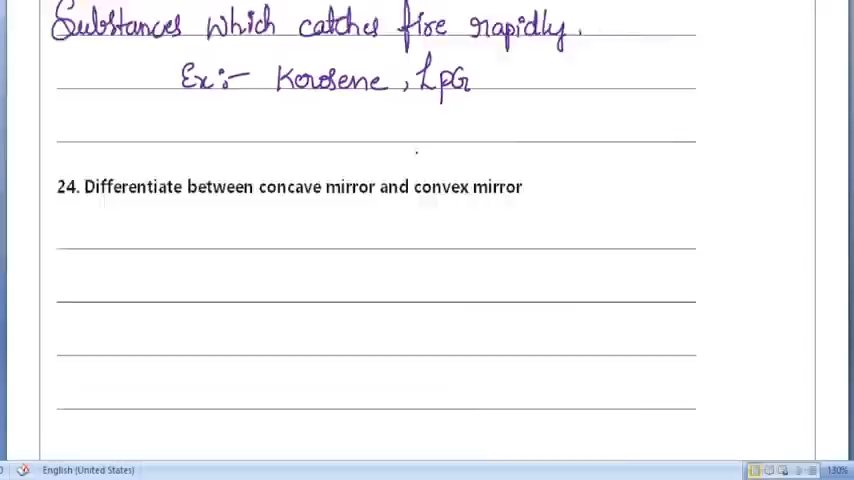 Substances which catches fire rapidly.
Ex:- Kerosene, LPG
24. Differentiate between concave mirror and convex mirror
English (United States)
130%